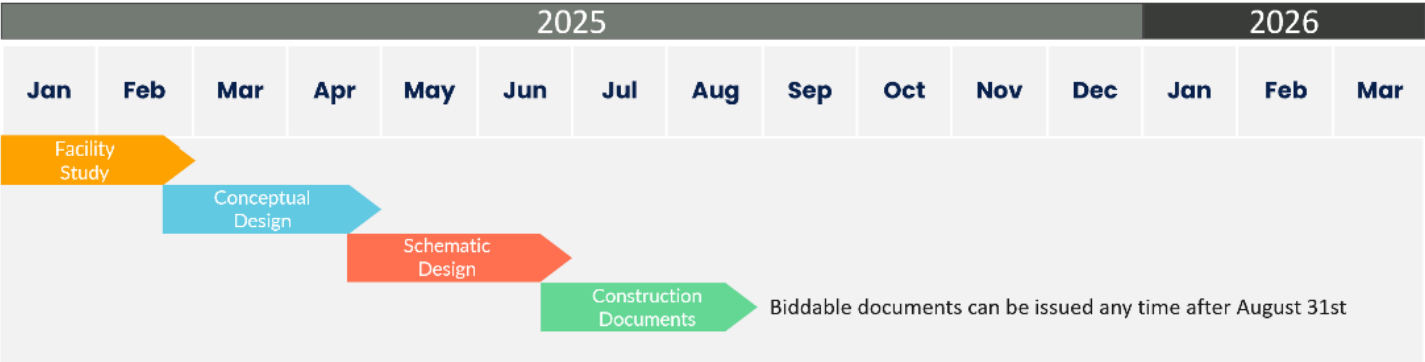 2025 2026
Jan Feb Mar Apr May Jun Jul Aug Sep Oct Nov Dec Jan Feb Mar
Facility
Study
Conceptual
Design
Schematic
Design
Construction
Documents
Biddable documents can be issued any time after August 31st